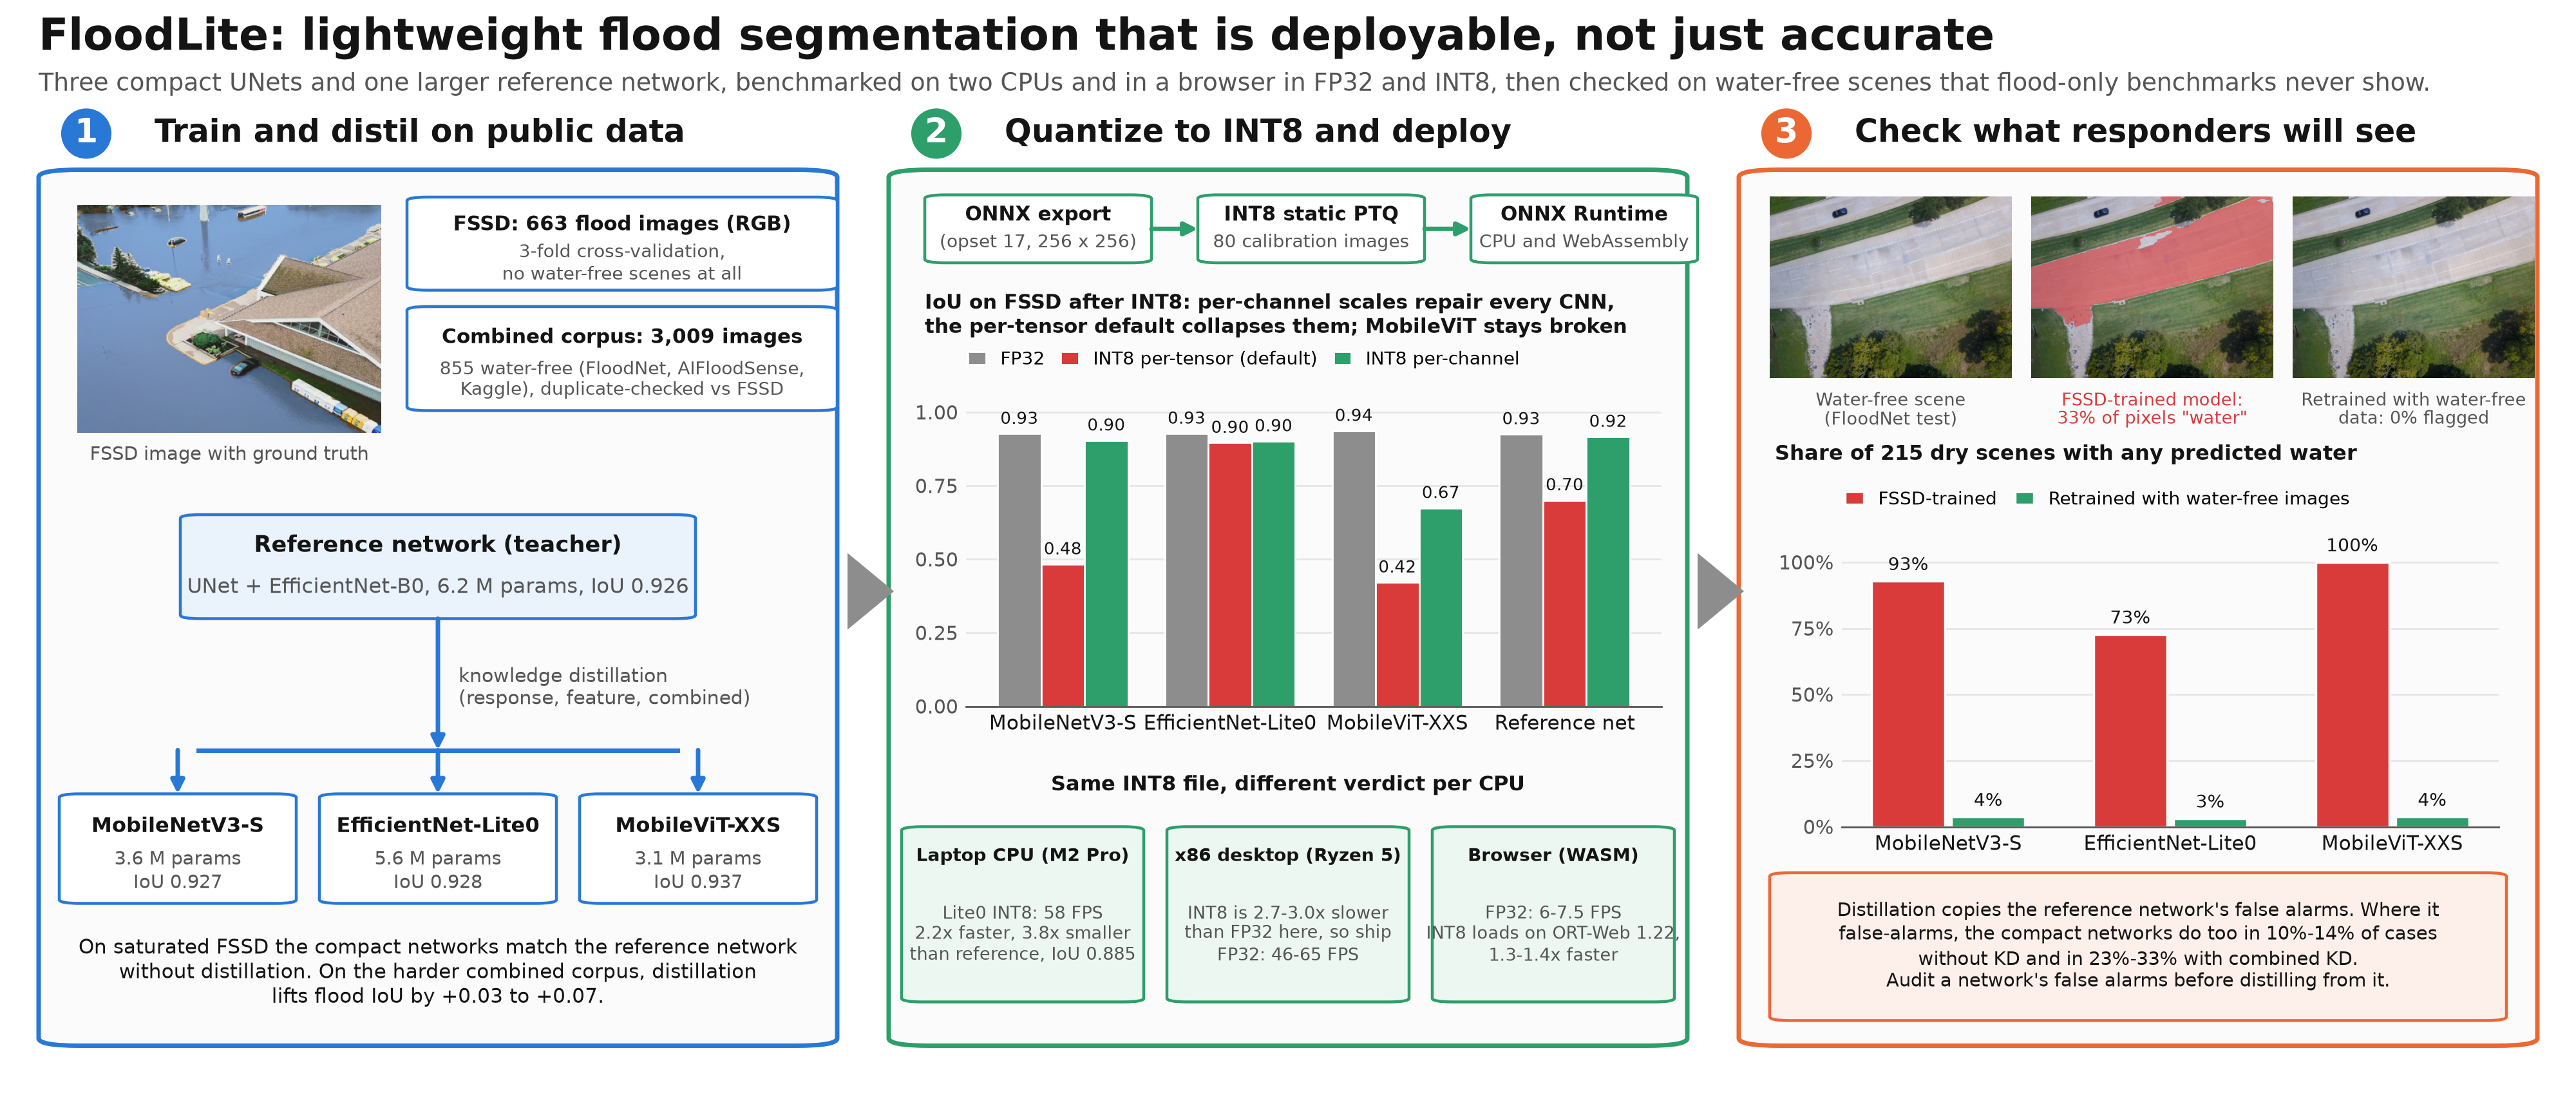 FloodLite: lightweight flood segmentation that is deployable, not just accurate
Three compact UNets and one larger reference network, benchmarked on two CPUs and in a browser in FP32 and INT8, then checked on water-free scenes that flood-only benchmarks never show.
1 Train and distil on public data
FSSD: 663 flood images (RGB)
3-fold cross-validation,
no water-free scenes at all
Combined corpus: 3,009 images
855 water-free (FloodNet, AIFloodSense,
Kaggle), duplicate-checked vs FSSD
FSSD image with ground truth
Reference network (teacher)
UNet + EfficientNet-B0, 6.2 M params, IoU 0.926
knowledge distillation
(response, feature, combined)
MobileNetV3-S
3.6 M params
IoU 0.927
EfficientNet-Lite0
5.6 M params
IoU 0.928
MobileViT-XXS
3.1 M params
IoU 0.937
On saturated FSSD the compact networks match the reference network
without distillation. On the harder combined corpus, distillation
lifts flood IoU by +0.03 to +0.07.
2 Quantize to INT8 and deploy
ONNX export
(opset 17, 256 x 256)
INT8 static PTQ
80 calibration images
ONNX Runtime
CPU and WebAssembly
IoU on FSSD after INT8: per-channel scales repair every CNN,
the per-tensor default collapses them; MobileViT stays broken
FP32 INT8 per-tensor (default) INT8 per-channel
1.00
0.75
0.50
0.25
0.00
0.93 0.48 0.90
0.93 0.90 0.90
0.94 0.42 0.67
0.93 0.70 0.92
MobileNetV3-S EfficientNet-Lite0 MobileViT-XXS Reference net
Same INT8 file, different verdict per CPU
Laptop CPU (M2 Pro)
Lite0 INT8: 58 FPS
2.2x faster, 3.8x smaller
than reference, IoU 0.885
x86 desktop (Ryzen 5)
INT8 is 2.7-3.0x slower
than FP32 here, so ship
FP32: 46-65 FPS
Browser (WASM)
FP32: 6-7.5 FPS
INT8 loads on ORT-Web 1.22,
1.3-1.4x faster
3 Check what responders will see
Water-free scene
(FloodNet test)
FSSD-trained model:
33% of pixels "water"
Retrained with water-free
data: 0% flagged
Share of 215 dry scenes with any predicted water
FSSD-trained Retrained with water-free images
100%
75%
50%
25%
0%
93% 4%
73% 3%
100% 4%
MobileNetV3-S EfficientNet-Lite0 MobileViT-XXS
Distillation copies the reference network's false alarms. Where it
false-alarms, the compact networks do too in 10%-14% of cases
without KD and in 23%-33% with combined KD.
Audit a network's false alarms before distilling from it.